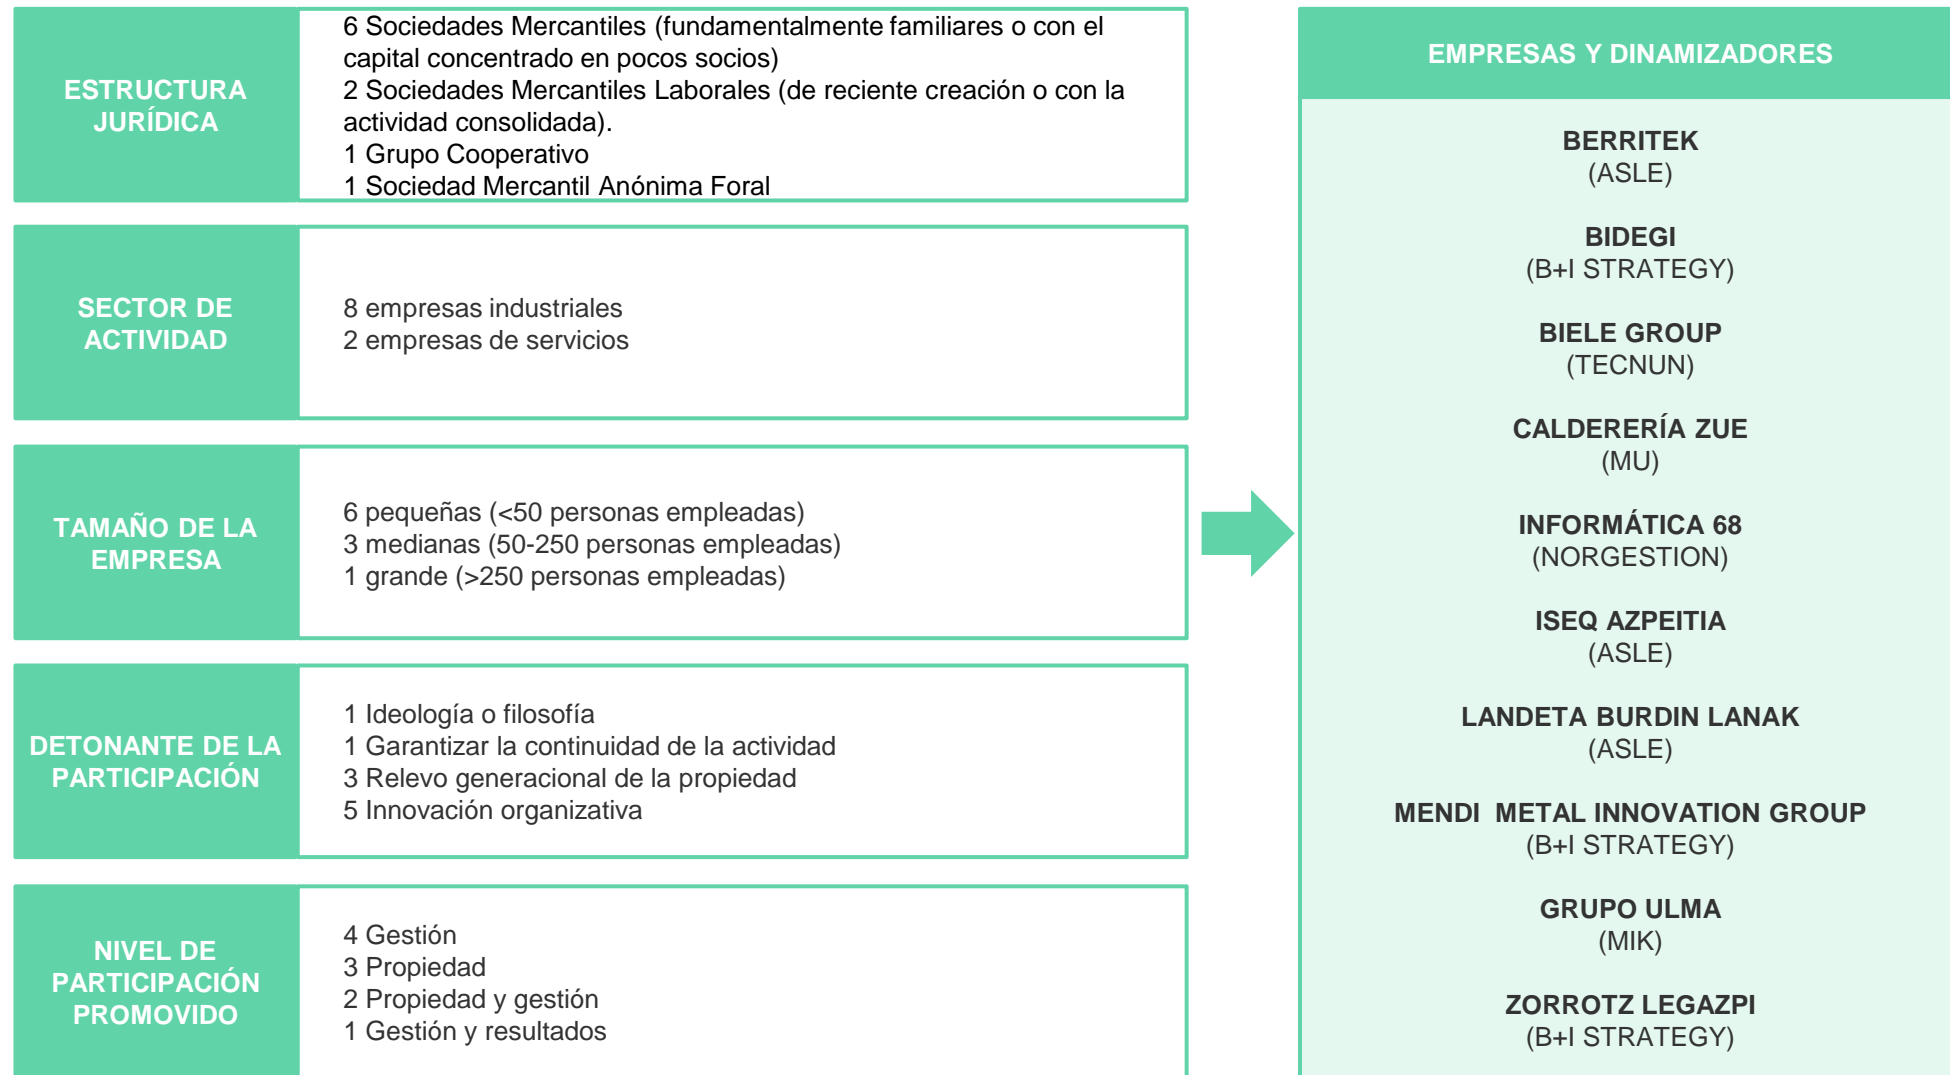 ESTRUCTURA
JURÍDICA
6 Sociedades Mercantiles (fundamentalmente familiares o con el
capital concentrado en pocos socios)
2 Sociedades Mercantiles Laborales (de reciente creación o con la
actividad consolidada).
1 Grupo Cooperativo
1 Sociedad Mercantil Anónima Foral
SECTOR DE
ACTIVIDAD
8 empresas industriales
2 empresas de servicios
TAMAÑO DE LA
EMPRESA
6 pequeñas (<50 personas empleadas)
3 medianas (50-250 personas empleadas)
1 grande (>250 personas empleadas)
DETONANTE DE LA
PARTICIPACIÓN
1 Ideología o filosofía
1 Garantizar la continuidad de la actividad
3 Relevo generacional de la propiedad
5 Innovación organizativa
NIVEL DE
PARTICIPACIÓN
PROMOVIDO
4 Gestión
3 Propiedad
2 Propiedad y gestión
1 Gestión y resultados
EMPRESAS Y DINAMIZADORES
BERRITEK
(ASLE)
BIDEGI
(B+I STRATEGY)
BIELE GROUP
(TECNUN)
CALDERERÍA ZUE
(MU)
INFORMÁTICA 68
(NORGESTION)
ISEQ AZPEITIA
(ASLE)
LANDETA BURDIN LANAK
(ASLE)
MENDI METAL INNOVATION GROUP
(B+I STRATEGY)
GRUPO ULMA
(MIK)
ZORROTZ LEGAZPI
(B+I STRATEGY)